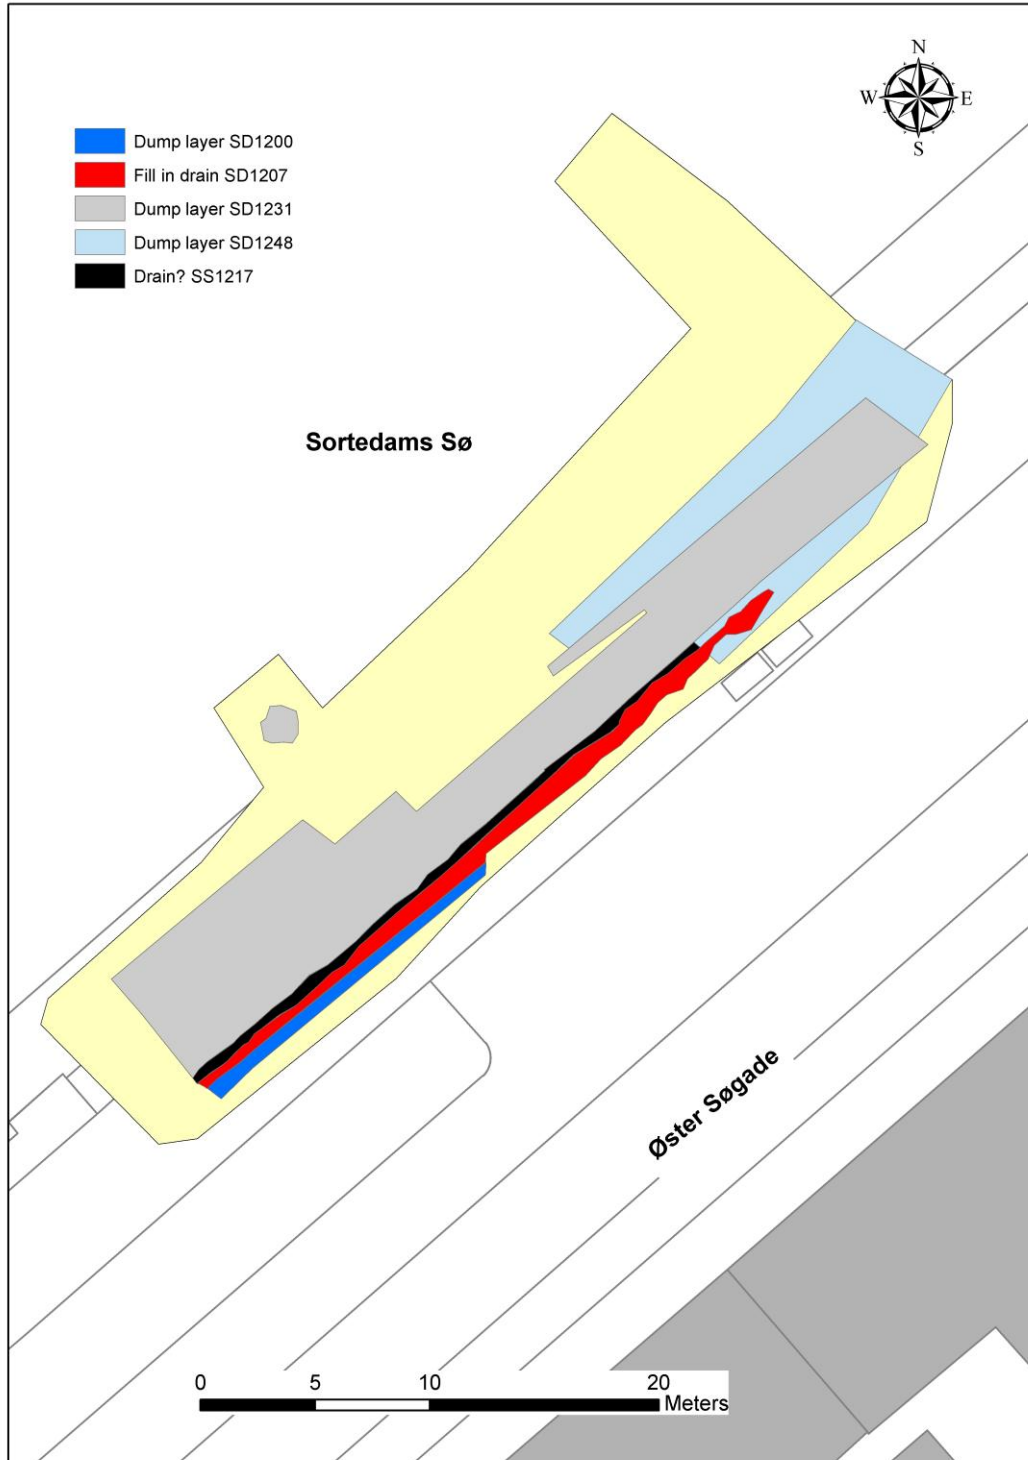 N
W E
S
Dump layer SD1200
Fill in drain SD1207
Dump layer SD1231
Dump layer SD1248
Drain? SS1217
Sortedams Sø
Øster Søgade
0 5 10 20
Meters